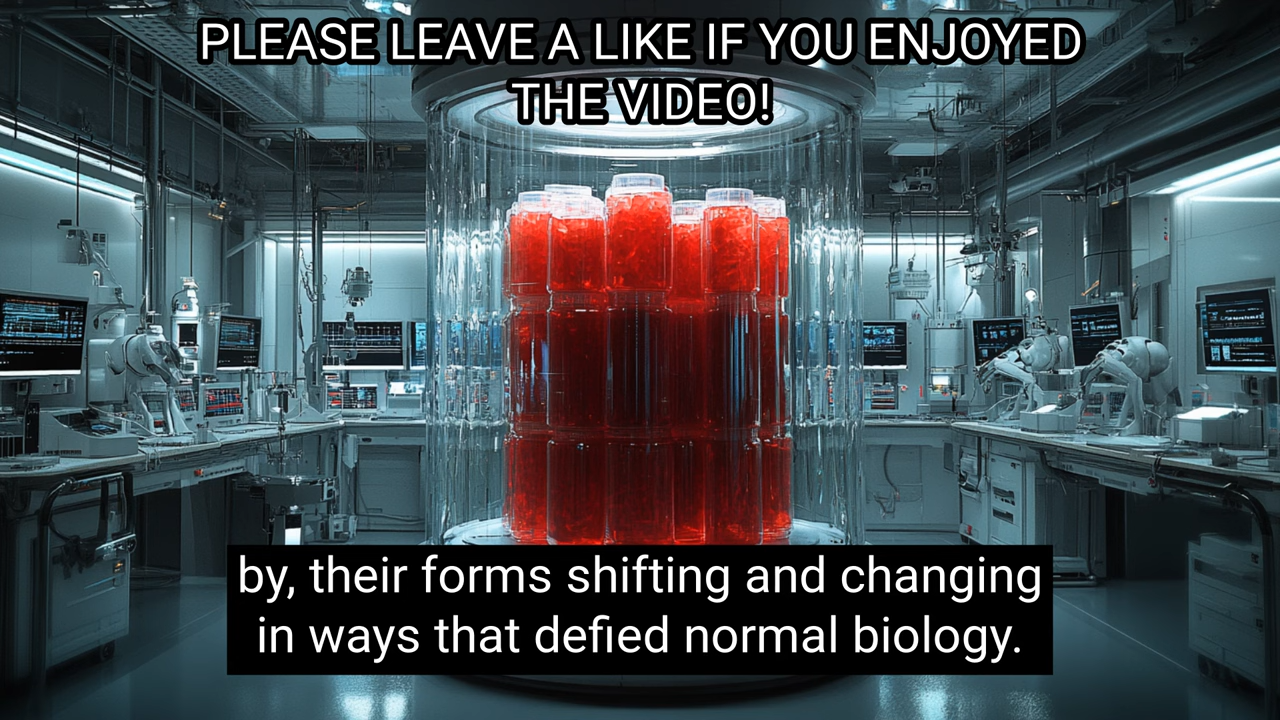 PLEASE LEAVE A LIKE IF YOU ENJOYED
THE VIDEO!
by, their forms shifting and changing
in ways that defied normal biology.